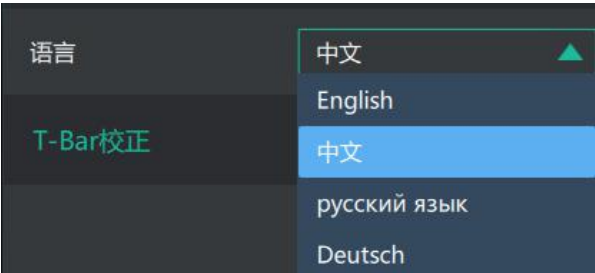 语言
中文
English
T-Bar校正
中文
русский язык
Deutsch